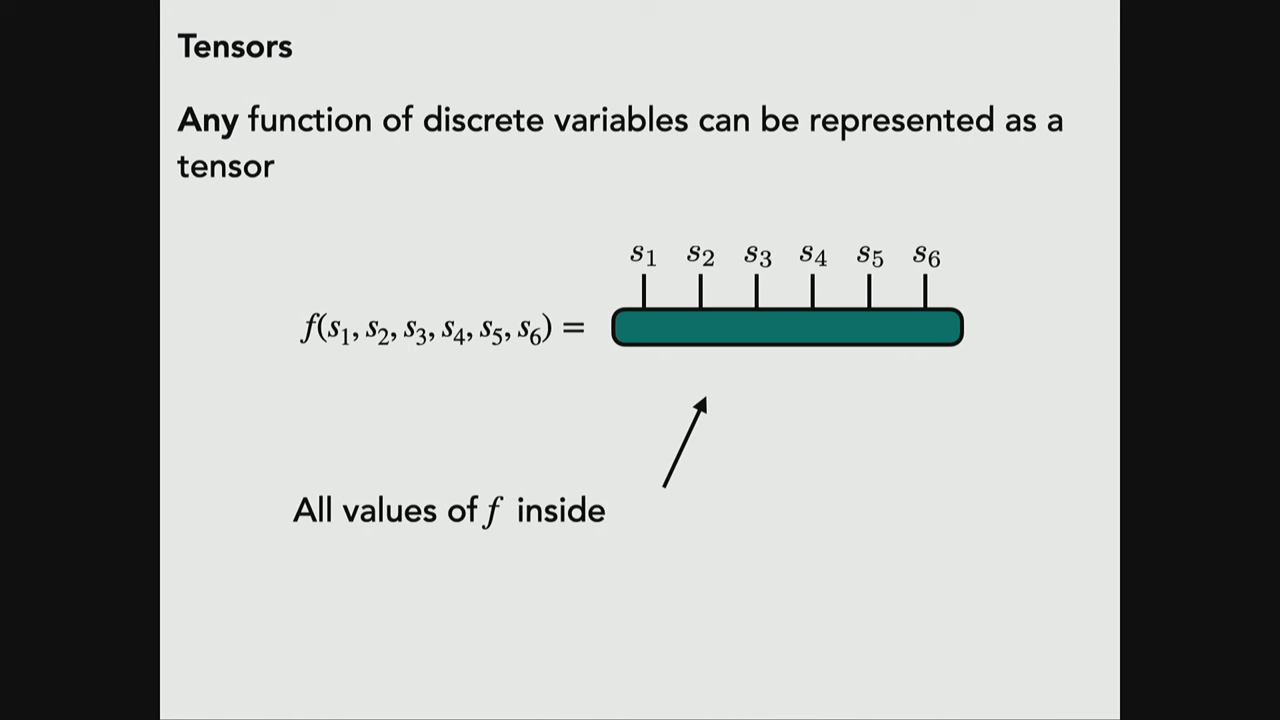 Tensors
Any function of discrete variables can be represented as a
tensor
s₁ s₂ s₃ s₄ s₅ s₆
f(s₁, s₂, s₃, s₄, s₅, s₆) =
All values of f inside